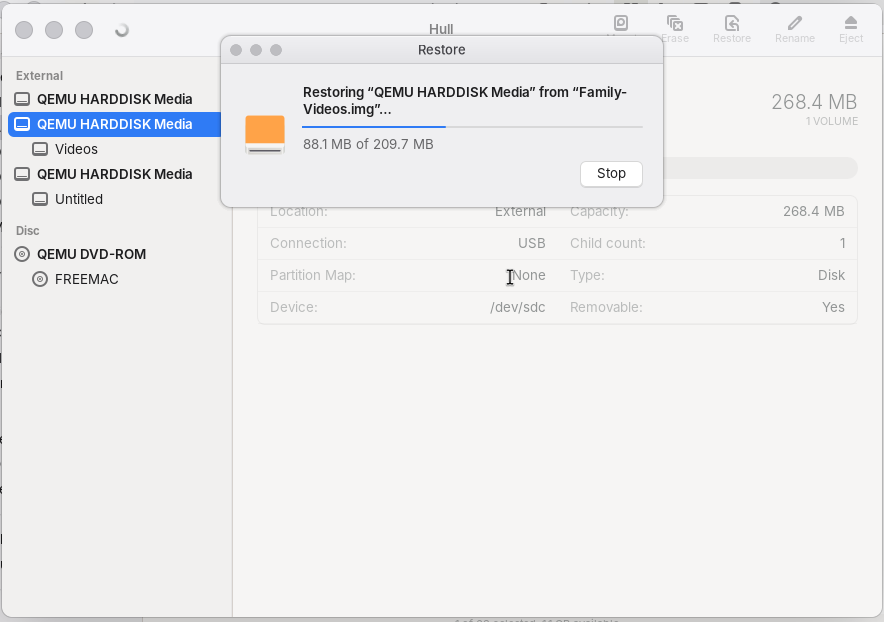 Hull
Erase
Restore
Rename
Eject
Restore
Restoring “QEMU HARDDISK Media” from “Family-
Videos.img”...
88.1 MB of 209.7 MB
Stop
External
QEMU HARDDISK Media
QEMU HARDDISK Media
Videos
QEMU HARDDISK Media
Untitled
Disc
QEMU DVD-ROM
FREEMAC
268.4 MB
1 VOLUME
Location: External
Capacity: 268.4 MB
Connection: USB
Child count: 1
Partition Map: None
Type: Disk
Device: /dev/sdc
Removable: Yes